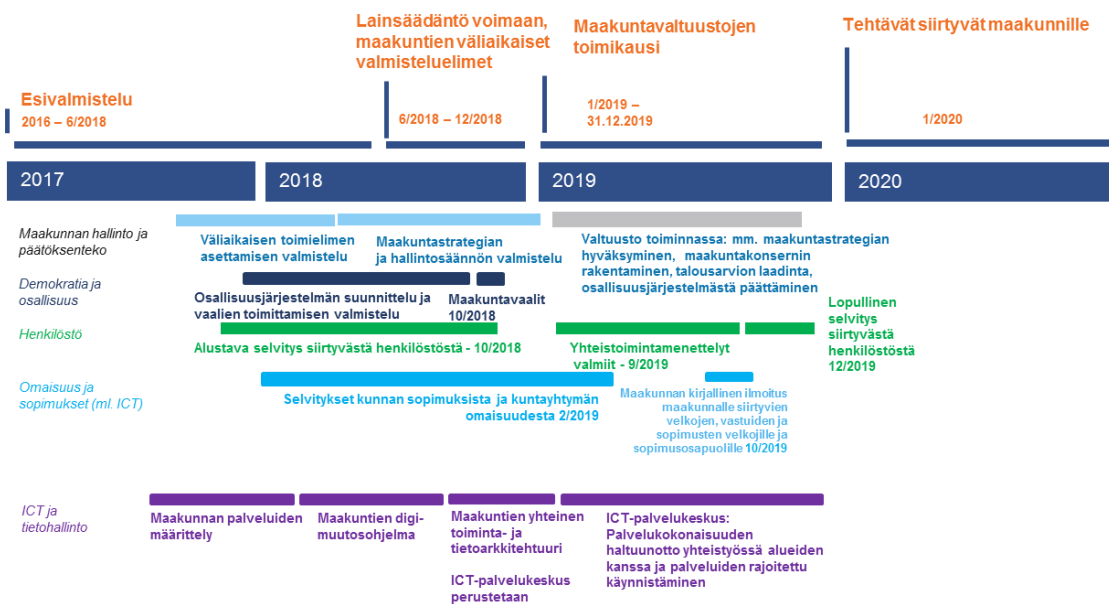 Lainsäädäntö voimaan,
maakuntien väliaikaiset
valmisteluelimet
Maakuntavaltuustojen
toimikausi
Tehtävät siirtyvät maakunnille
Esivalmistelu
2016 – 6/2018
6/2018 – 12/2018
1/2019 –
31.12.2019
1/2020
2017
2018
2019
2020
Maakunnan hallinto ja
päätöksenteko
Väliaikaisen toimielimen
asettamisen valmistelu
Maakuntastrategian
ja hallintosäännön valmistelu
Valtuusto toiminnassa: mm. maakuntastrategian
hyväksyminen, maakuntakonsernin
rakentaminen, talousarvion laadinta,
osallisuusjärjestelmästä päättäminen
Demokratia ja
osallisuus
Osallisuusjärjestelmän suunnittelu ja
vaalien toimittamisen valmistelu
Maakuntavaalit
10/2018
Henkilöstö
Alustava selvitys siirtyvästä henkilöstöstä - 10/2018
Yhteistoimintamenettelyt
valmiit - 9/2019
Lopullinen
selvitys
siirtyvästä
henkilöstöstä
12/2019
Omaisuus ja
sopimukset (ml. ICT)
Selvitykset kunnan sopimuksista ja kuntayhtymän
omaisuudesta 2/2019
Maakunnan kirjallinen ilmoitus
maakunnalle siirtyvien
velkojen, vastuiden ja
sopimusten velkojille ja
sopimusosapuolille 10/2019
ICT ja
tietohallinto
Maakunnan palveluiden
määrittely
Maakuntien digi-
muutosohjelma
Maakuntien yhteinen
toiminta- ja
tietoarkkitehtuuri
ICT-palvelukeskus
perustetaan
ICT-palvelukeskus:
Palvelukokonaisuuden
haltuunotto yhteistyössä alueiden
kanssa ja palveluiden rajoitettu
käynnistäminen